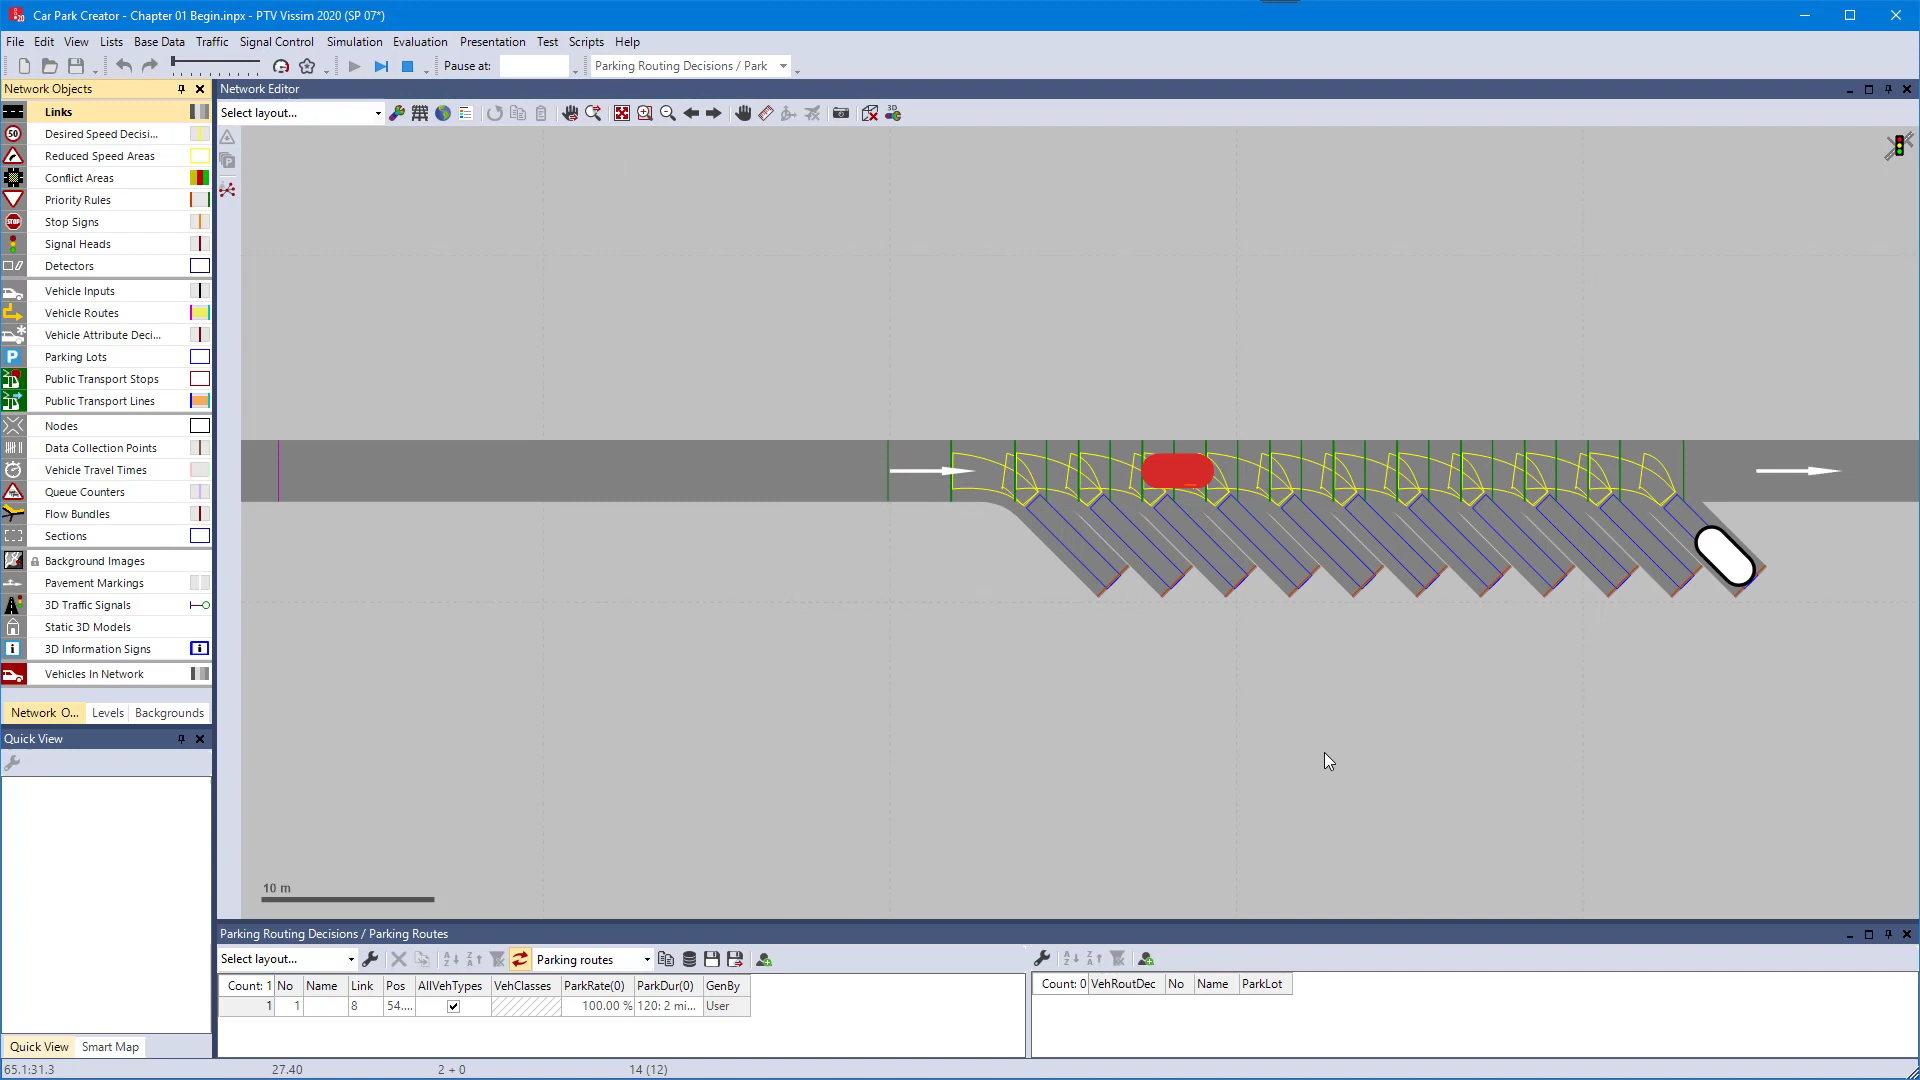 Car Park Creator - Chapter 01 Begin.inpx - PTV Vissim 2020 (SP 07*)
File Edit View Lists Base Data Traffic Signal Control Simulation Evaluation Presentation Test Scripts Help
Pause at: Parking Routing Decisions / Park
Network Objects
Network Editor
Select layout...
Links
50 Desired Speed Decisi...
Reduced Speed Areas
Conflict Areas
Priority Rules
STOP Stop Signs
Signal Heads
Detectors
Vehicle Inputs
Vehicle Routes
Vehicle Attribute Deci...
P Parking Lots
Public Transport Stops
Public Transport Lines
Nodes
Data Collection Points
Vehicle Travel Times
Queue Counters
Flow Bundles
Sections
Background Images
Pavement Markings
3D Traffic Signals
Static 3D Models
3D Information Signs
Vehicles In Network
Network O... Levels Backgrounds
Quick View
10 m
Parking Routing Decisions / Parking Routes
Select layout... Parking routes
Count: 1 No Name Link Pos AllVehTypes VehClasses ParkRate(0) ParkDur(0) GenBy
1 1 8 54.... 100.00 % 120: 2 mi... User
Count: 0 VehRoutDec No Name ParkLot
Quick View Smart Map
65.1:31.3 27.40 2 + 0 14 (12)